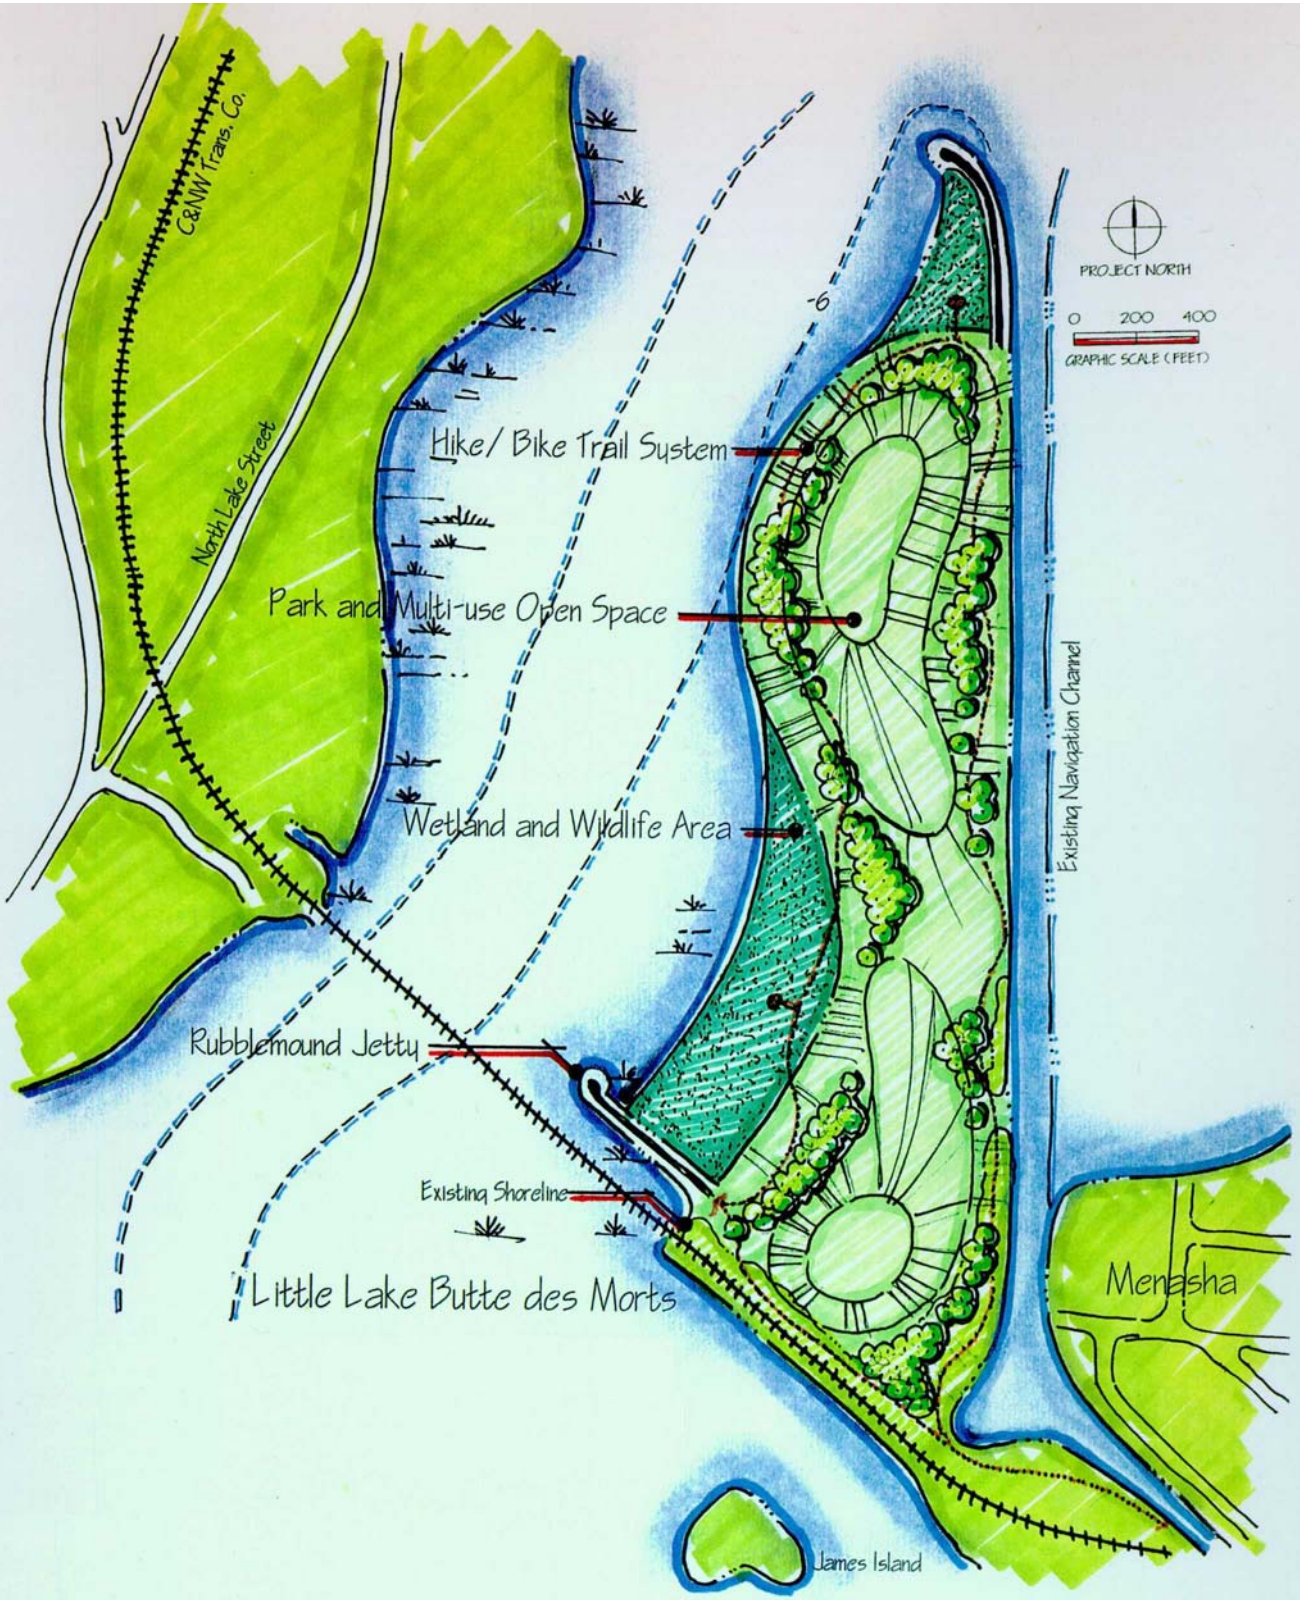 C&NW Trans. Co.
-6
PROJECT NORTH
0 200 400
GRAPHIC SCALE (FEET)
North Lake Street
Hike/ Bike Trail System
Park and Multi-use Open Space
Existing Navigation Channel
Wetland and Wildlife Area
Rubblemound Jetty
Existing Shoreline
Little Lake Butte des Morts
Menasha
James Island